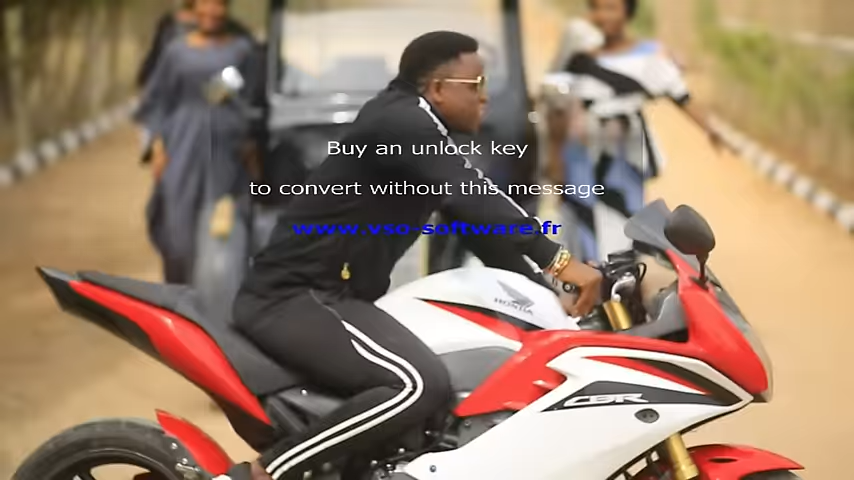 Buy an unlock key
to convert without this message
www.vso-software.fr
HONDA
CBR